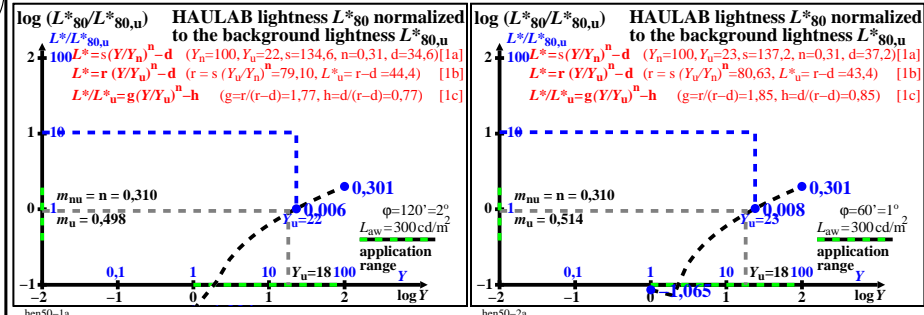 log (L*80/L*80,u)
HAULAB lightness L*80 normalized
to the background lightness L*80,u
L*/L*80,u
L*=s(Y/Yn)^n−d (Yn=100, Yu=22, s=134,6, n=0,31, d=34,6)[1a]
L*=r (Y/Yu)^n−d (r = s (Yu/Yn)^n=79,10, L*u= r−d =44,4) [1b]
L*/L*u=g(Y/Yu)^n−h (g=r/(r−d)=1,77, h=d/(r−d)=0,77) [1c]
2 100
1 10
0 1
−1
mnu = n = 0,310
mu = 0,498
0,301
0,006
Yu=22
φ=120'=2°
Law=300 cd/m²
application
range
Yu=18
0,1 1 10 100 Y
−2 −1 0 1 2 log Y
hen50−1a
log (L*80/L*80,u)
HAULAB lightness L*80 normalized
to the background lightness L*80,u
L*/L*80,u
L*=s(Y/Yn)^n−d (Yn=100, Yu=23, s=137,2, n=0,31, d=37,2)[1a]
L*=r (Y/Yu)^n−d (r = s (Yu/Yn)^n=80,63, L*u= r−d =43,4) [1b]
L*/L*u=g(Y/Yu)^n−h (g=r/(r−d)=1,85, h=d/(r−d)=0,85) [1c]
2 100
1 10
0 1
−1
mnu = n = 0,310
mu = 0,514
0,301
0,008
Yu=23
φ=60'=1°
Law=300 cd/m²
application
range
Yu=18
0,1 1 10 100 Y
−1,065
−2 −1 0 1 2 log Y
hen50−2a